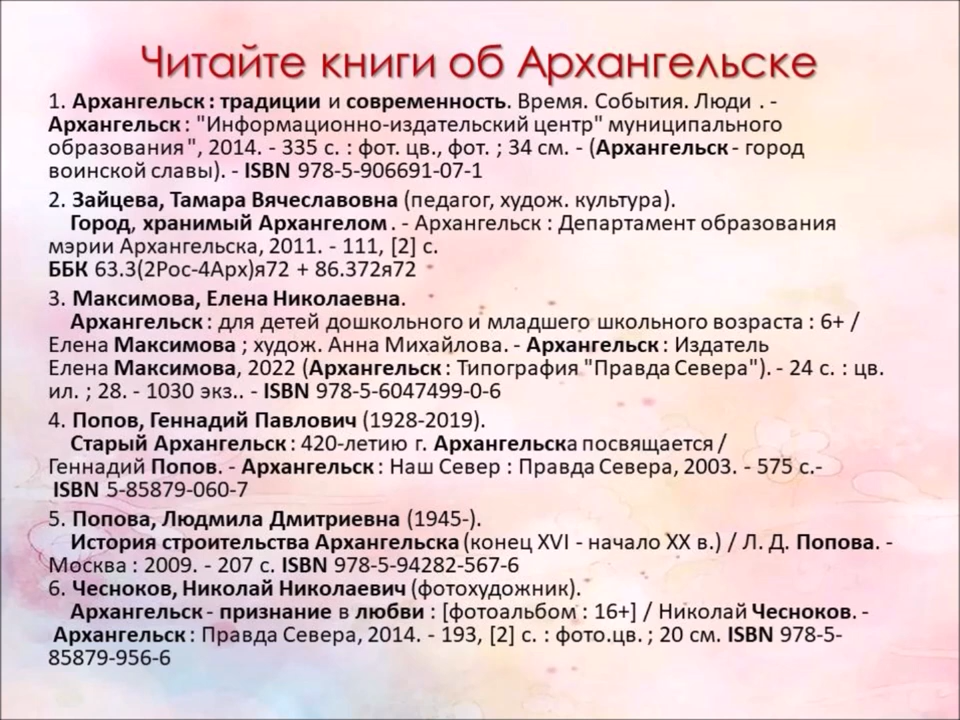 Читайте книги об Архангельске
1. Архангельск : традиции и современность. Время. События. Люди . -
Архангельск : "Информационно-издательский центр" муниципального
образования ", 2014. - 335 с. : фот. цв., фот. ; 34 см. - (Архангельск - город
воинской славы). - ISBN 978-5-906691-07-1
2. Зайцева, Тамара Вячеславовна (педагог, худож. культура).
Город, хранимый Архангелом . - Архангельск : Департамент образования
мэрии Архангельска, 2011. - 111, [2] с.
ББК 63.3(2Рос-4Арх)я72 + 86.372я72
3. Максимова, Елена Николаевна.
Архангельск : для детей дошкольного и младшего школьного возраста : 6+ /
Елена Максимова ; худож. Анна Михайлова. - Архангельск : Издатель
Елена Максимова, 2022 (Архангельск : Типография "Правда Севера"). - 24 с. : цв.
ил. ; 28. - 1030 экз.. - ISBN 978-5-6047499-0-6
4. Попов, Геннадий Павлович (1928-2019).
Старый Архангельск : 420-летию г. Архангельска посвящается /
Геннадий Попов. - Архангельск : Наш Север : Правда Севера, 2003. - 575 с.-
ISBN 5-85879-060-7
5. Попова, Людмила Дмитриевна (1945-).
История строительства Архангельска (конец XVI - начало XX в.) / Л. Д. Попова. -
Москва : 2009. - 207 с. ISBN 978-5-94282-567-6
6. Чесноков, Николай Николаевич (фотохудожник).
Архангельск - признание в любви : [фотоальбом : 16+] / Николай Чесноков. -
Архангельск : Правда Севера, 2014. - 193, [2] с. : фото.цв. ; 20 см. ISBN 978-5-
85879-956-6